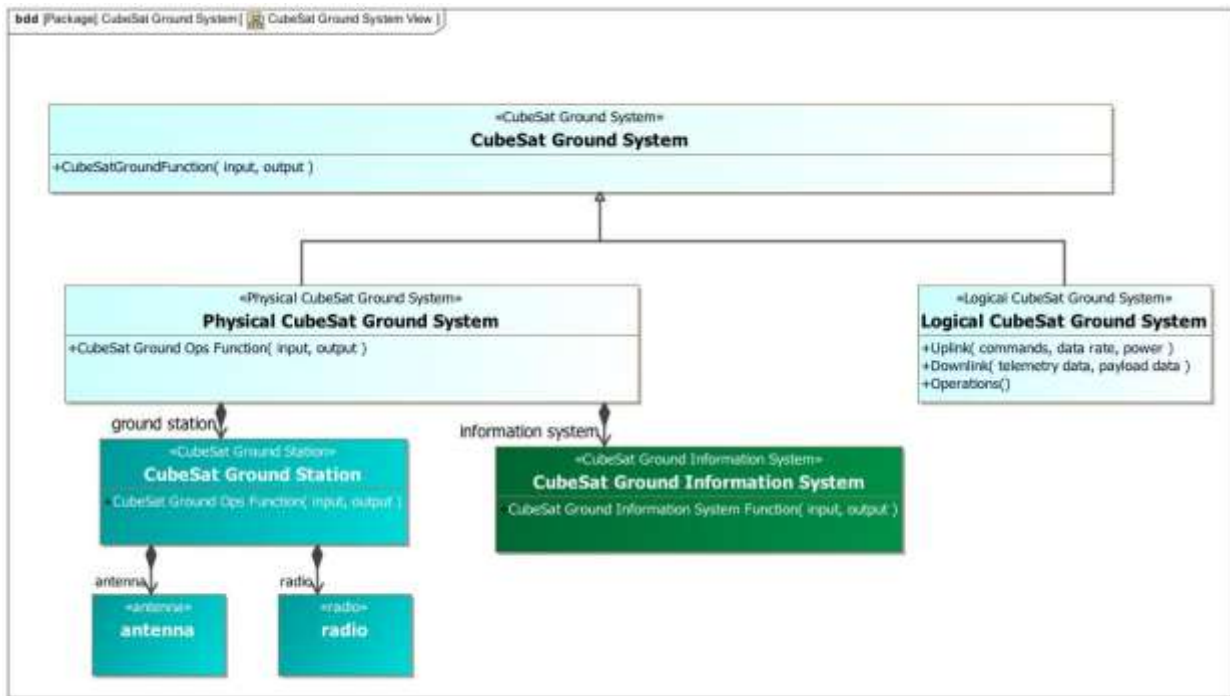 bdd [Package] CubeSat Ground System [ CubeSat Ground System View ]
«CubeSat Ground System»
CubeSat Ground System
+CubeSatGroundFunction( input, output )
«Physical CubeSat Ground System»
Physical CubeSat Ground System
+CubeSat Ground Ops Function( input, output )
«Logical CubeSat Ground System»
Logical CubeSat Ground System
+Uplink( commands, data rate, power )
+Downlink( telemetry data, payload data )
+Operations()
ground station
information system
«CubeSat Ground Station»
CubeSat Ground Station
+CubeSat Ground Ops Function( input, output )
«CubeSat Ground Information System»
CubeSat Ground Information System
+CubeSat Ground Information System Function( input, output )
antenna
radio
«antenna»
antenna
«radio»
radio